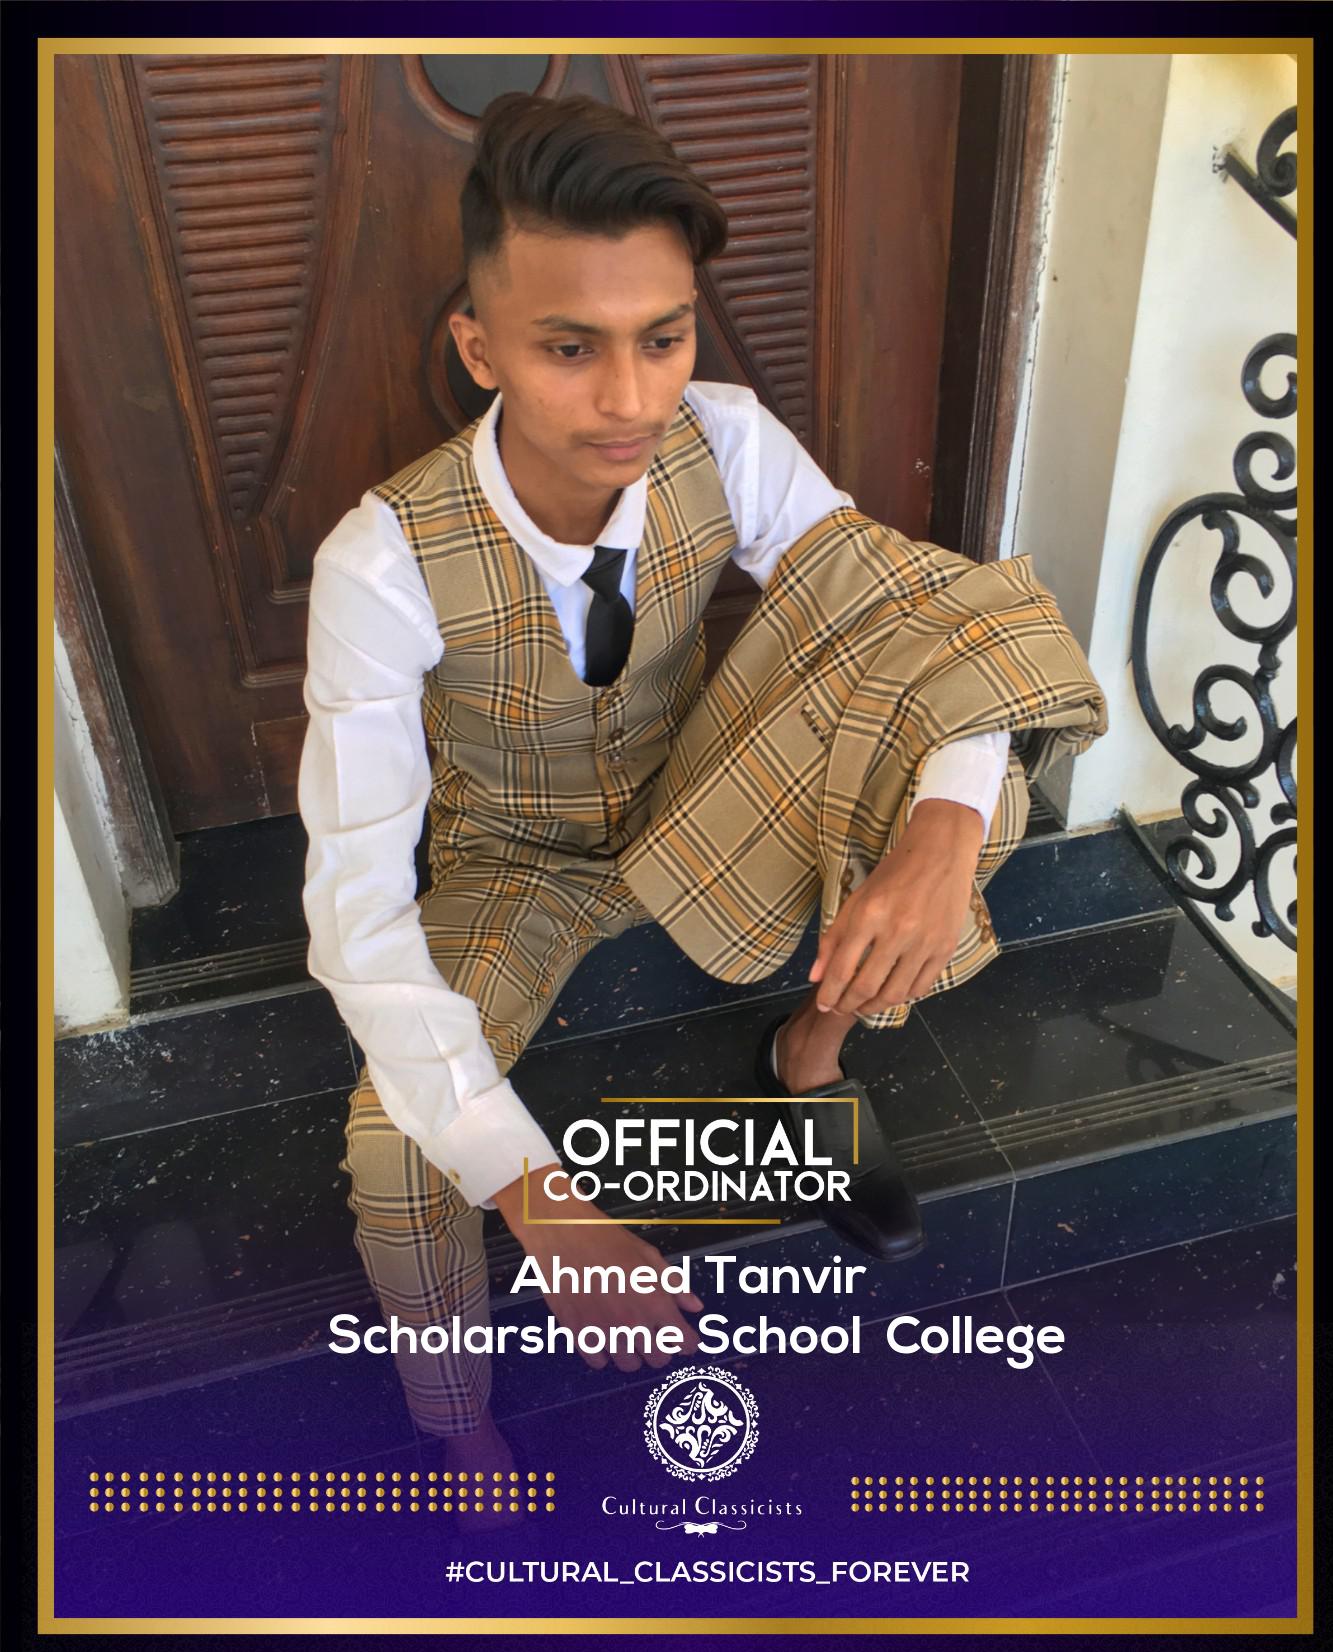 OFFICIAL
CO-ORDINATOR
Ahmed Tanvir
Scholarshome School College
Cultural Classicists
#CULTURAL_CLASSICISTS_FOREVER